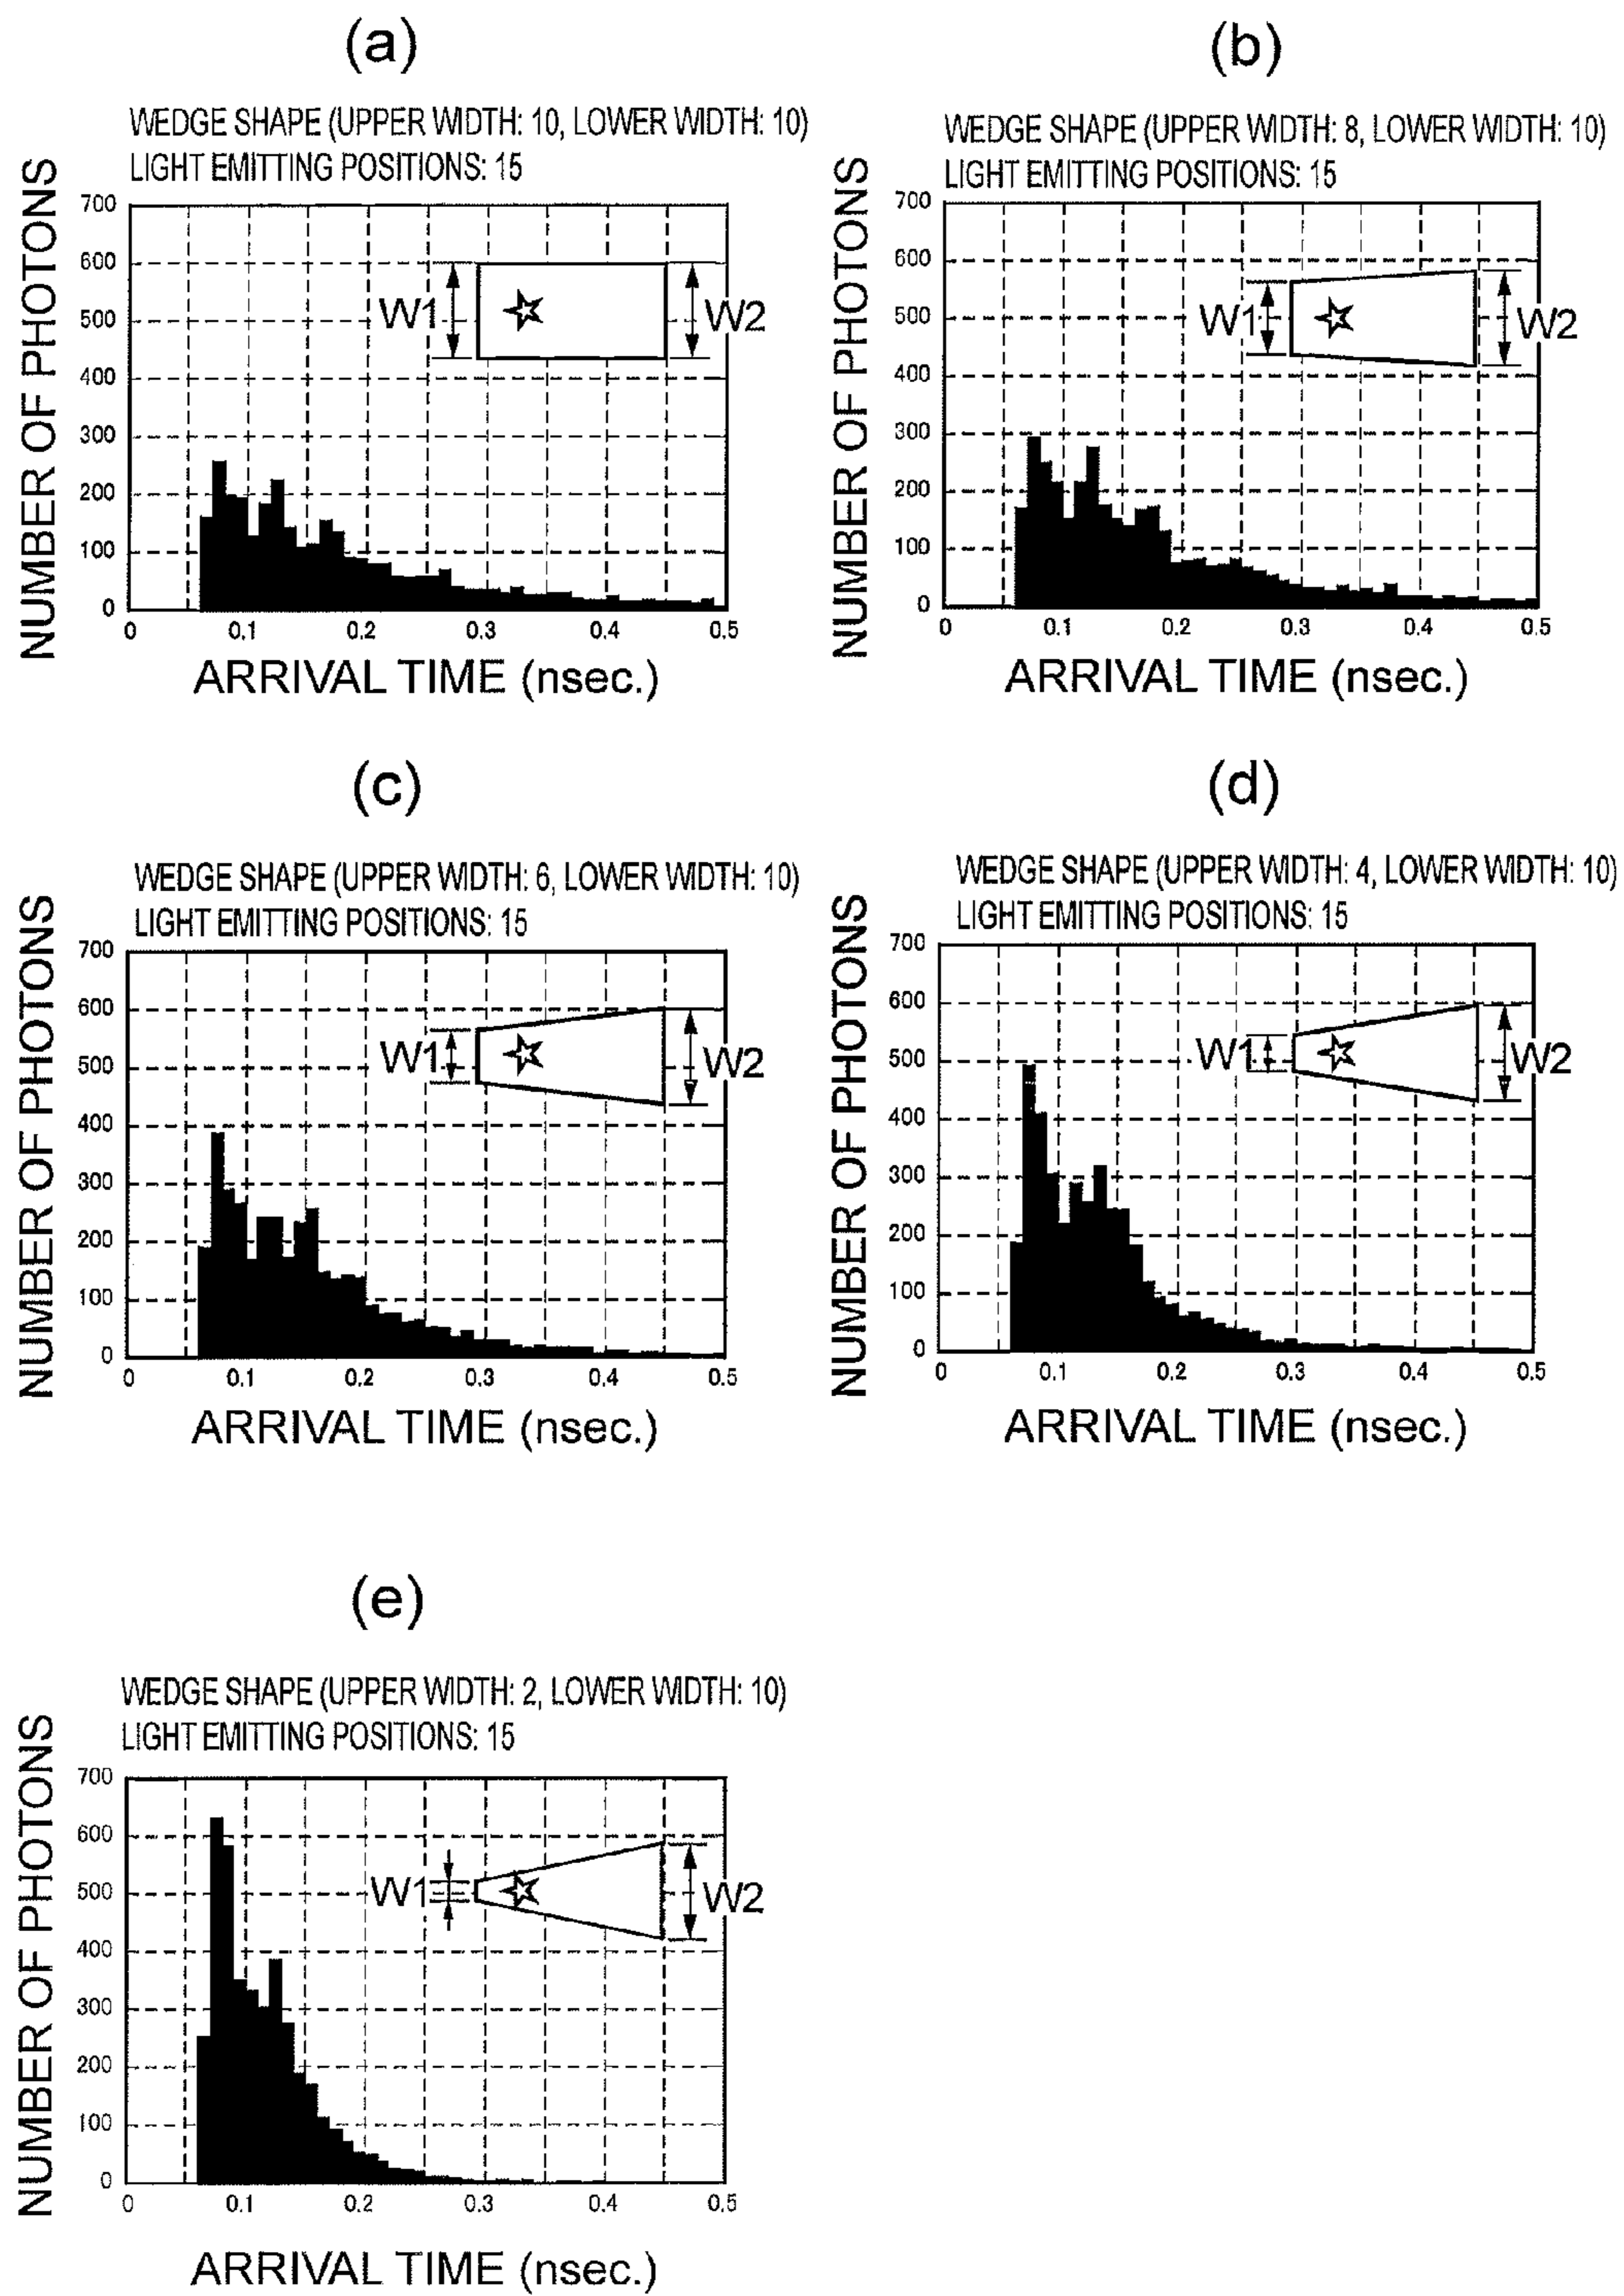 (a)
WEDGE SHAPE (UPPER WIDTH: 10, LOWER WIDTH: 10)
LIGHT EMITTING POSITIONS: 15
NUMBER OF PHOTONS
700
600
500
400
300
200
100
0
W1
W2
0 0.1 0.2 0.3 0.4 0.5
ARRIVAL TIME (nsec.)
(b)
WEDGE SHAPE (UPPER WIDTH: 8, LOWER WIDTH: 10)
LIGHT EMITTING POSITIONS: 15
NUMBER OF PHOTONS
700
600
500
400
300
200
100
0
W1
W2
0 0.1 0.2 0.3 0.4 0.5
ARRIVAL TIME (nsec.)
(c)
WEDGE SHAPE (UPPER WIDTH: 6, LOWER WIDTH: 10)
LIGHT EMITTING POSITIONS: 15
NUMBER OF PHOTONS
700
600
500
400
300
200
100
0
W1
W2
0 0.1 0.2 0.3 0.4 0.5
ARRIVAL TIME (nsec.)
(d)
WEDGE SHAPE (UPPER WIDTH: 4, LOWER WIDTH: 10)
LIGHT EMITTING POSITIONS: 15
NUMBER OF PHOTONS
700
600
500
400
300
200
100
0
W1
W2
0 0.1 0.2 0.3 0.4 0.5
ARRIVAL TIME (nsec.)
(e)
WEDGE SHAPE (UPPER WIDTH: 2, LOWER WIDTH: 10)
LIGHT EMITTING POSITIONS: 15
NUMBER OF PHOTONS
700
600
500
400
300
200
100
0
W1
W2
0 0.1 0.2 0.3 0.4 0.5
ARRIVAL TIME (nsec.)